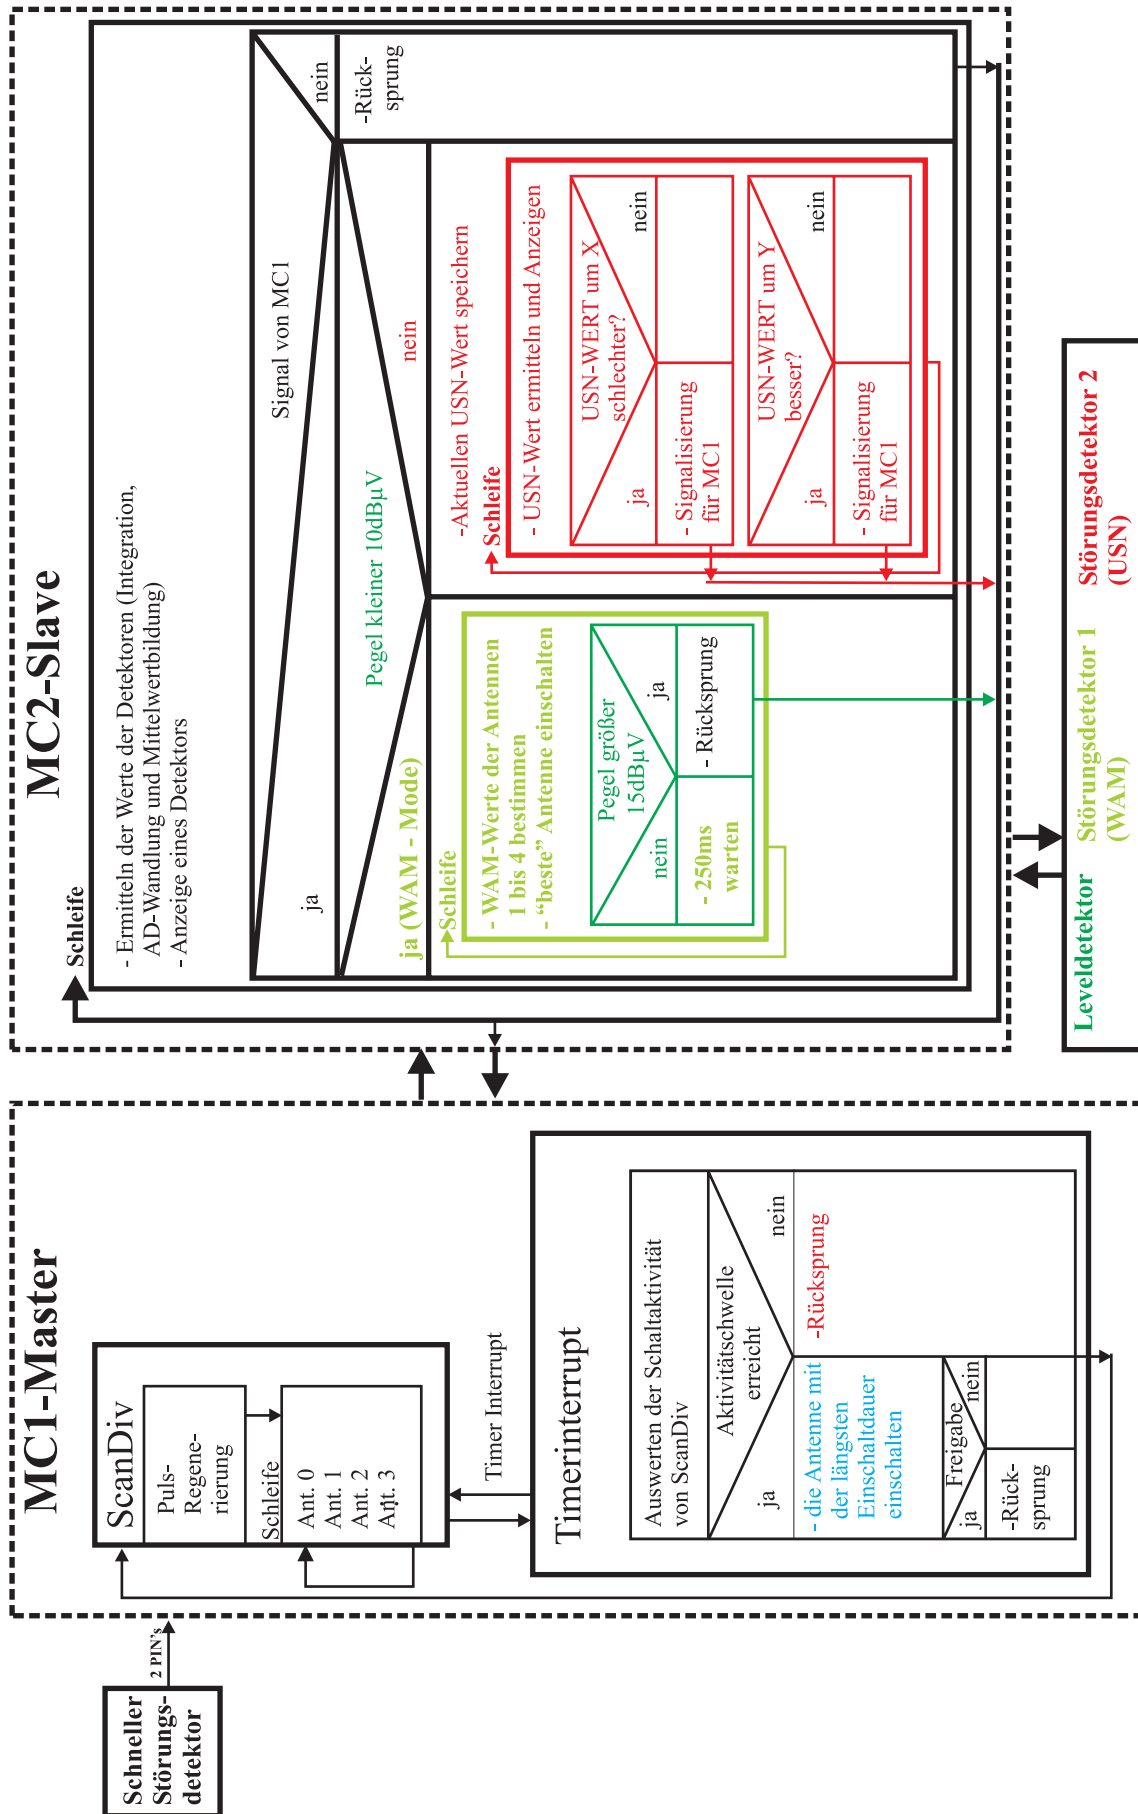 Schneller
Störungs-
detektor
2 PIN's
MC1-Master
ScanDiv
Puls-
Regene-
rierung
Schleife
Ant. 0
Ant. 1
Ant. 2
Ant. 3
Timer Interrupt
Timerinterrupt
Auswerten der Schaltaktivität
von ScanDiv
Aktivitätschwelle
erreicht
ja
nein
- die Antenne mit
der längsten
Einschaltdauer
einschalten
-Rücksprung
Freigabe
ja
nein
-Rück-
sprung
MC2-Slave
Schleife
- Ermitteln der Werte der Detektoren (Integration,
AD-Wandlung und Mittelwertbildung)
- Anzeige eines Detektors
Signal von MC1
ja
nein
-Rück-
sprung
Pegel kleiner 10dBµV
ja (WAM - Mode)
nein
Schleife
- WAM-Werte der Antennen
1 bis 4 bestimmen
- “beste” Antenne einschalten
Pegel größer
15dBµV
nein
ja
- 250ms
warten
- Rücksprung
-Aktuellen USN-Wert speichern
Schleife
- USN-Wert ermitteln und Anzeigen
USN-WERT um X
schlechter?
ja
nein
- Signalisierung
für MC1
USN-WERT um Y
besser?
ja
nein
- Signalisierung
für MC1
Leveldetektor
Störungsdetektor 1
(WAM)
Störungsdetektor 2
(USN)